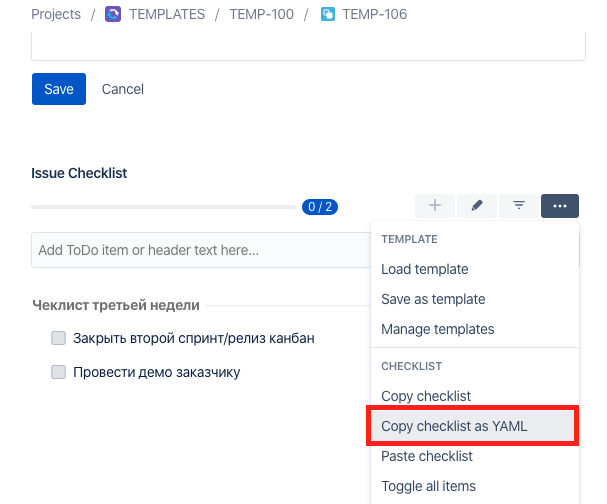 Projects / TEMPLATES / TEMP-100 / TEMP-106
Save Cancel
Issue Checklist
0 / 2
Add ToDo item or header text here...
TEMPLATE
Load template
Save as template
Manage templates
Чеклист третьей недели
Закрыть второй спринт/релиз канбан
Провести демо заказчику
CHECKLIST
Copy checklist
Copy checklist as YAML
Paste checklist
Toggle all items